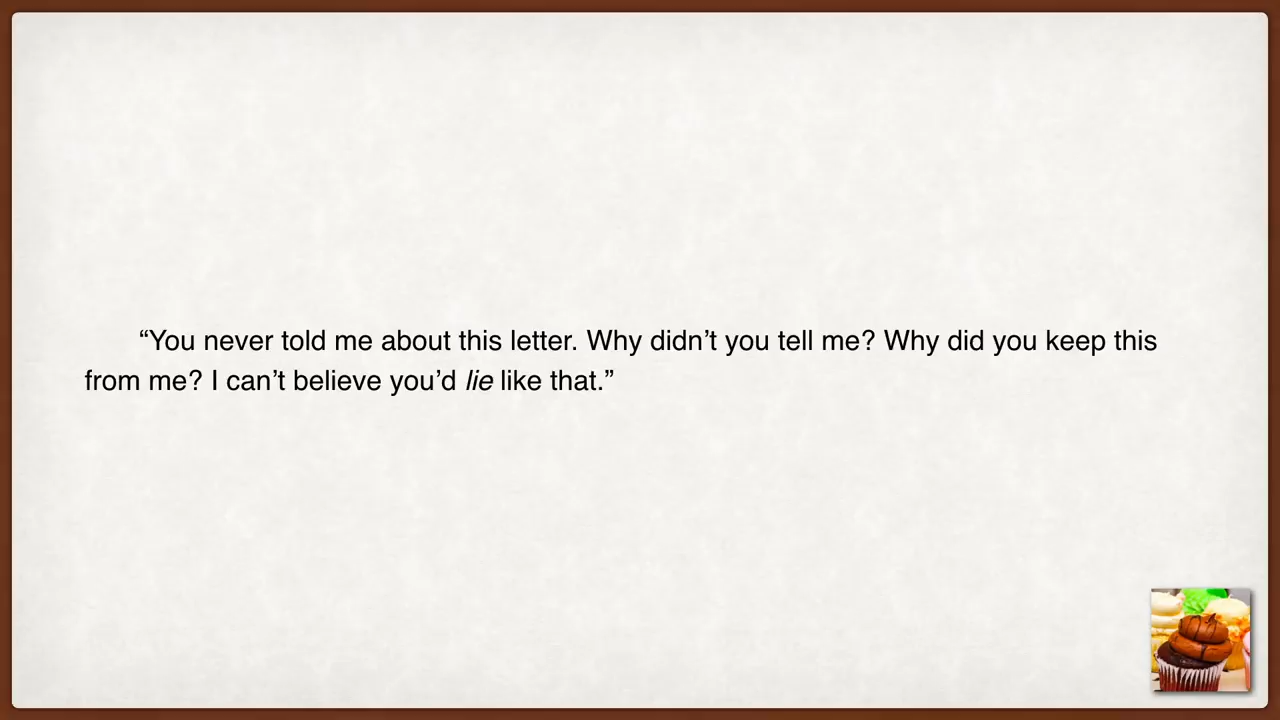 “You never told me about this letter. Why didn’t you tell me? Why did you keep this
from me? I can’t believe you’d lie like that.”